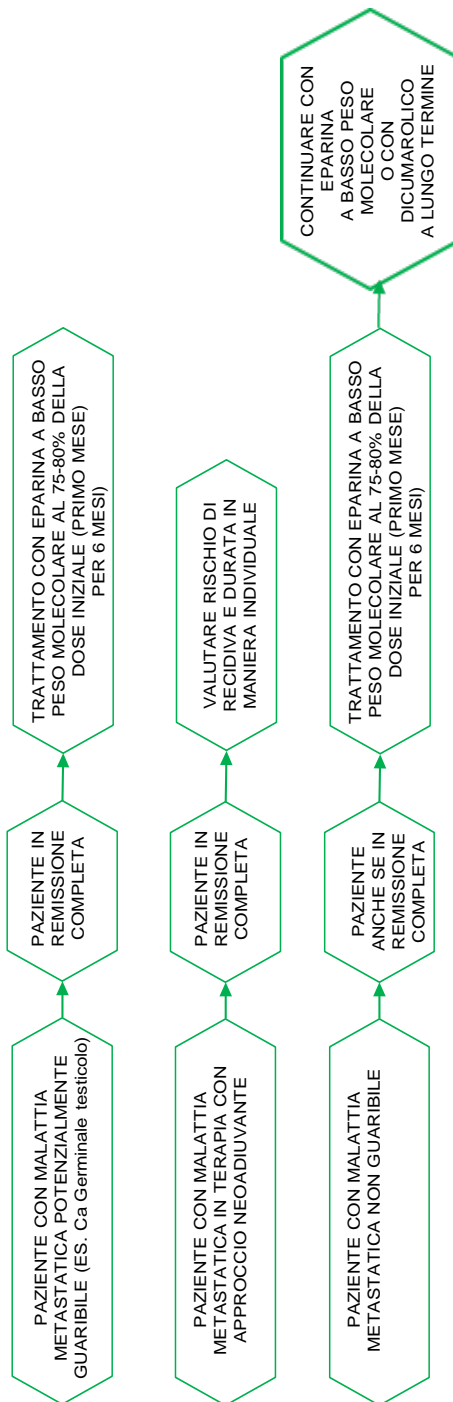 PAZIENTE CON MALATTIA
METASTATICA POTENZIALMENTE
GUARIBILE (ES. Ca Germinale testicolo)
PAZIENTE IN
REMISSIONE
COMPLETA
TRATTAMENTO CON EPARINA A BASSO
PESO MOLECOLARE AL 75-80% DELLA
DOSE INIZIALE (PRIMO MESE)
PER 6 MESI)
PAZIENTE CON MALATTIA
METASTATICA IN TERAPIA CON
APPROCCIO NEOADIUVANTE
PAZIENTE IN
REMISSIONE
COMPLETA
VALUTARE RISCHIO DI
RECIDIVA E DURATA IN
MANIERA INDIVIDUALE
PAZIENTE CON MALATTIA
METASTATICA NON GUARIBILE
PAZIENTE
ANCHE SE IN
REMISSIONE
COMPLETA
TRATTAMENTO CON EPARINA A BASSO
PESO MOLECOLARE AL 75-80% DELLA
DOSE INIZIALE (PRIMO MESE)
PER 6 MESI)
CONTINUARE CON
EPARINA
A BASSO PESO
MOLECOLARE
O CON
DICUMAROLICO
A LUNGO TERMINE